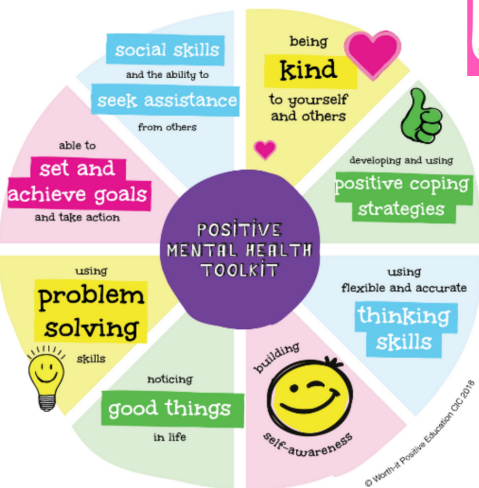 being
kind
to yourself
and others
developing and using
positive coping
strategies
using
flexible and accurate
thinking
skills
building
self-awareness
noticing
good things
in life
using
problem
solving
skills
able to
set and
achieve goals
and take action
social skills
and the ability to
seek assistance
from others
POSITIVE
MENTAL HEALTH
TOOLKIT
© Worth-it Positive Education CIC 2018